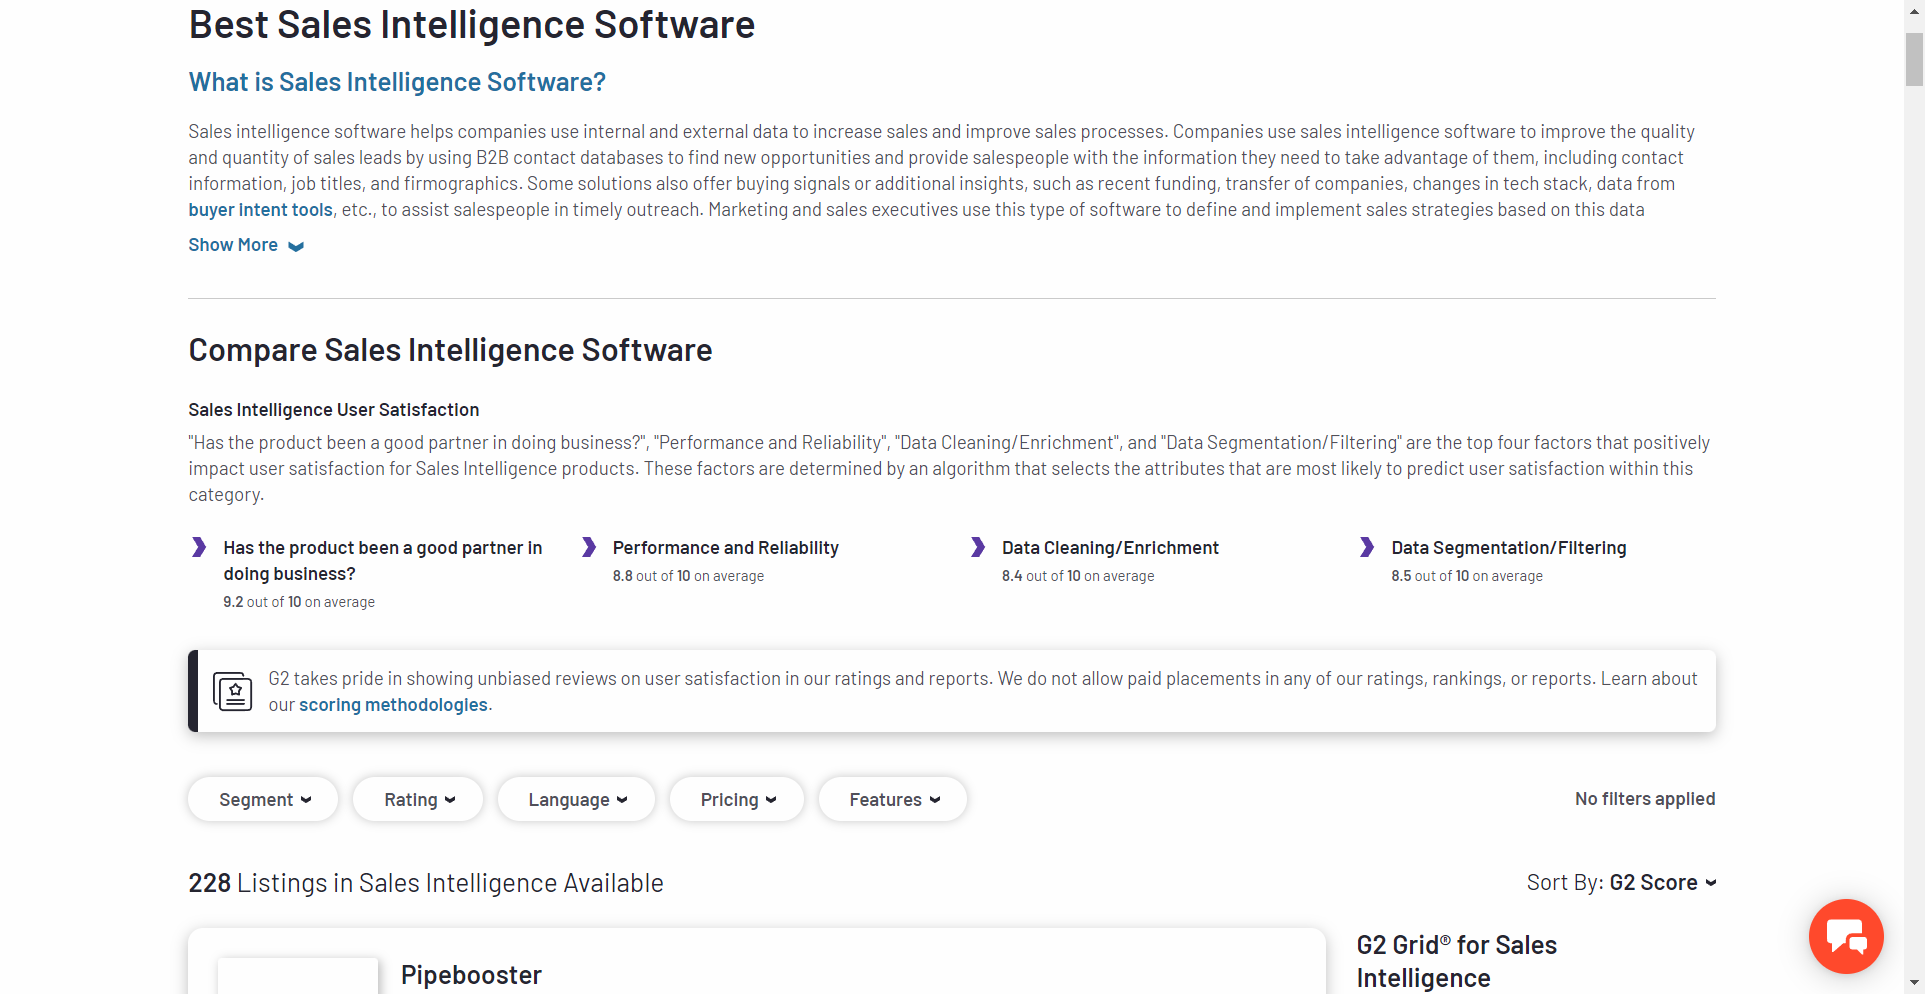 Best Sales Intelligence Software
What is Sales Intelligence Software?
Sales intelligence software helps companies use internal and external data to increase sales and improve sales processes. Companies use sales intelligence software to improve the quality
and quantity of sales leads by using B2B contact databases to find new opportunities and provide salespeople with the information they need to take advantage of them, including contact
information, job titles, and firmographics. Some solutions also offer buying signals or additional insights, such as recent funding, transfer of companies, changes in tech stack, data from
buyer intent tools, etc., to assist salespeople in timely outreach. Marketing and sales executives use this type of software to define and implement sales strategies based on this data
Show More
Compare Sales Intelligence Software
Sales Intelligence User Satisfaction
"Has the product been a good partner in doing business?", "Performance and Reliability", "Data Cleaning/Enrichment", and "Data Segmentation/Filtering" are the top four factors that positively
impact user satisfaction for Sales Intelligence products. These factors are determined by an algorithm that selects the attributes that are most likely to predict user satisfaction within this
category.
Has the product been a good partner in
doing business?
9.2 out of 10 on average
Performance and Reliability
8.8 out of 10 on average
Data Cleaning/Enrichment
8.4 out of 10 on average
Data Segmentation/Filtering
8.5 out of 10 on average
G2 takes pride in showing unbiased reviews on user satisfaction in our ratings and reports. We do not allow paid placements in any of our ratings, rankings, or reports. Learn about
our scoring methodologies.
Segment
Rating
Language
Pricing
Features
No filters applied
228 Listings in Sales Intelligence Available
Sort By: G2 Score
Pipebooster
G2 Grid® for Sales
Intelligence